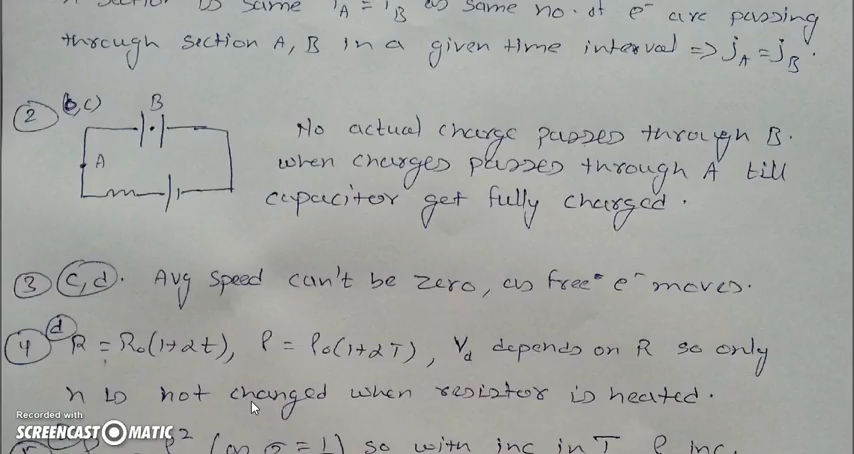 section is same i_A = i_B as same no. of e⁻ are passing
through section A, B in a given time interval => j_A = j_B.
② b,c) B
A
No actual charge passed through B.
when charges passed through A till
capacitor get fully charged.
③ c,d. Avg speed can't be zero, as free e⁻ moves.
④ d R = R₀(1+αt), ρ = ρ₀(1+αT), V_d depends on R so only
n is not changed when resistor is heated.
Recorded with
SCREENCAST O MATIC
so with inc in T ρ inc.